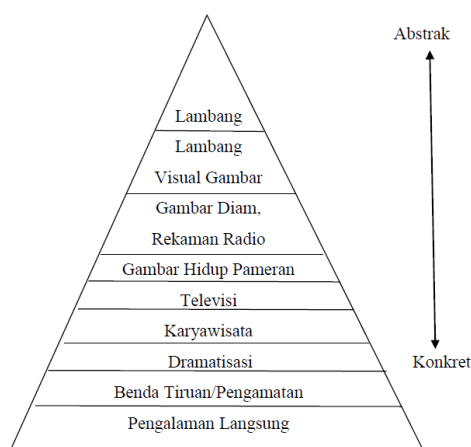 Abstrak
Lambang
Lambang
Visual Gambar
Gambar Diam,
Rekaman Radio
Gambar Hidup Pameran
Televisi
Karyawisata
Dramatisasi
Konkret
Benda Tiruan/Pengamatan
Pengalaman Langsung